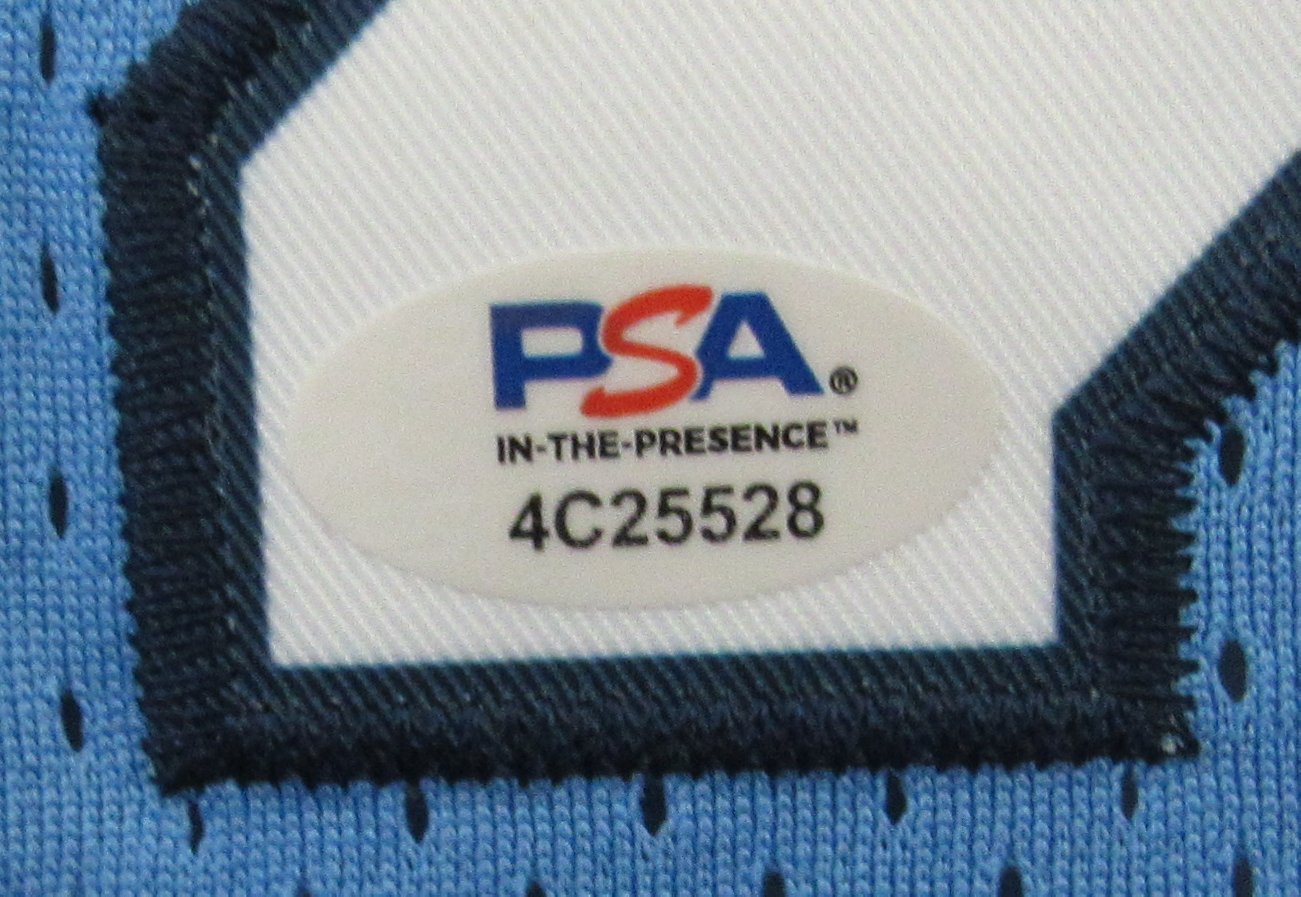 PSA®
IN-THE-PRESENCE™
4C25528